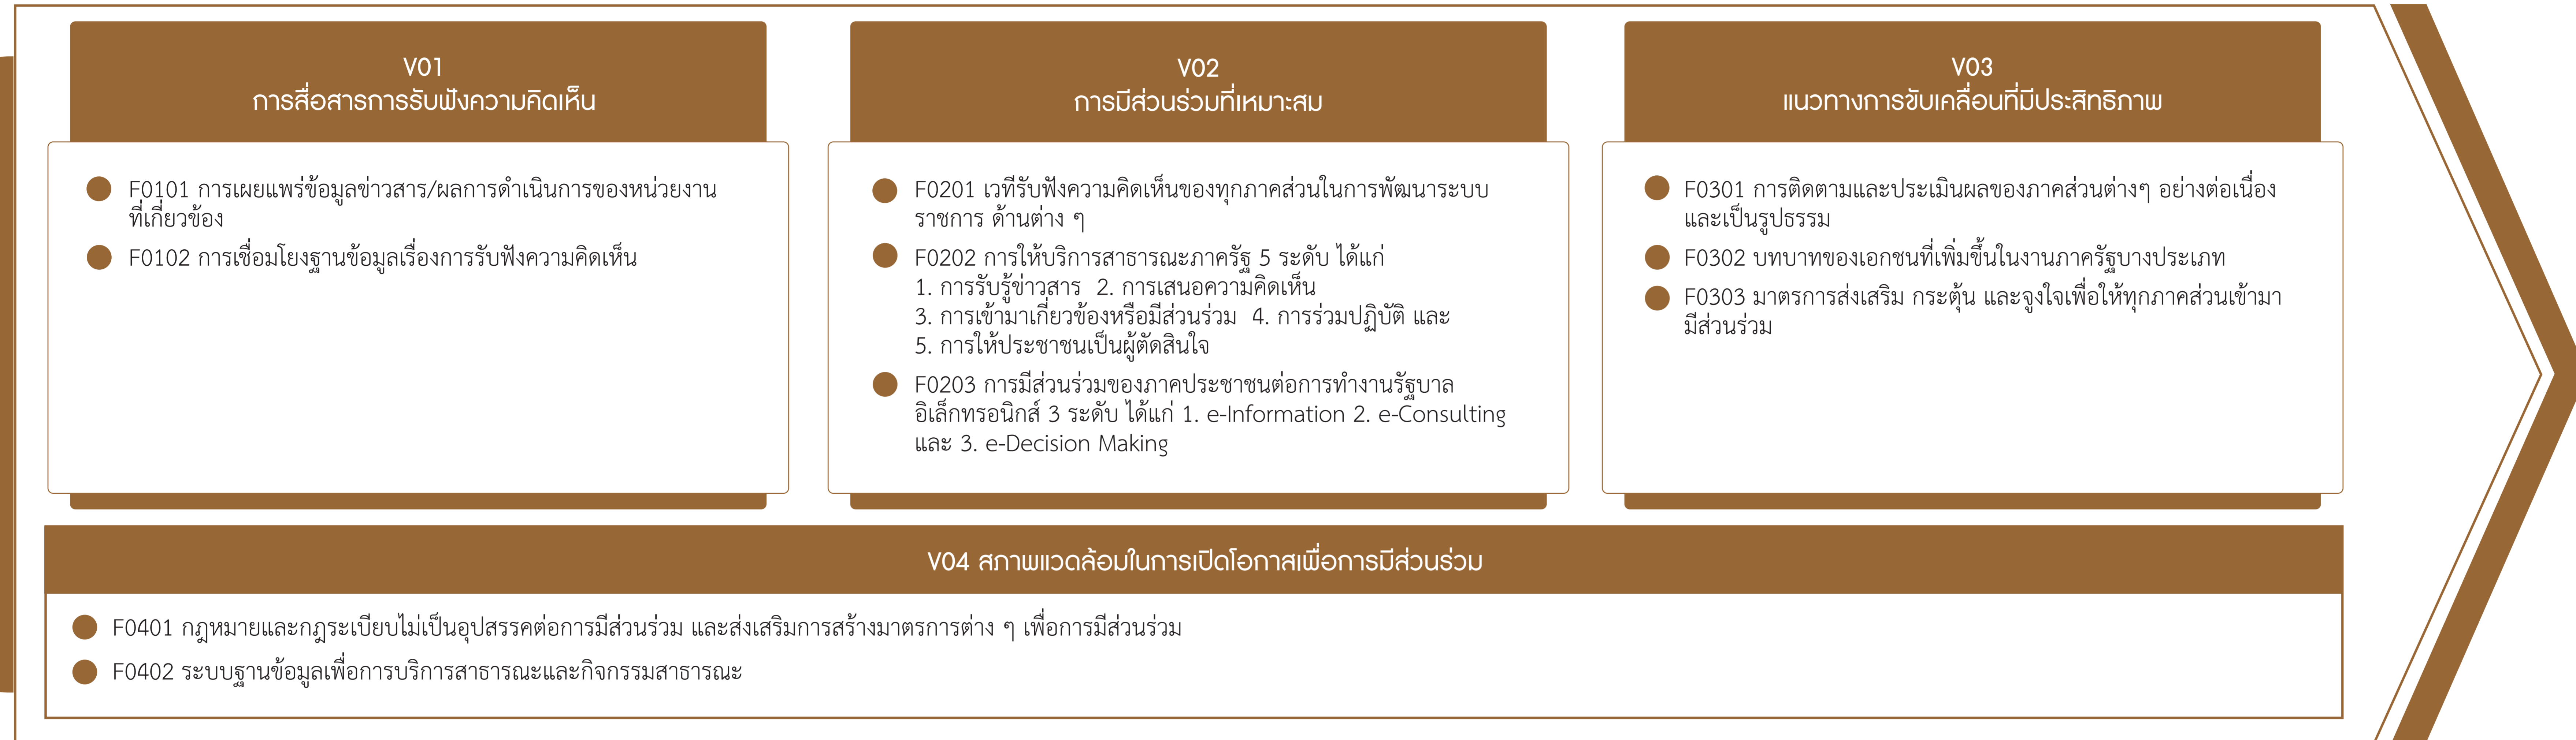 V01
การสื่อสารการรับฟังความคิดเห็น
F0101 การเผยแพร่ข้อมูลข่าวสาร/ผลการดำเนินการของหน่วยงาน
ที่เกี่ยวข้อง
F0102 การเชื่อมโยงฐานข้อมูลเรื่องการรับฟังความคิดเห็น
V02
การมีส่วนร่วมที่เหมาะสม
F0201 เวทีรับฟังความคิดเห็นของทุกภาคส่วนในการพัฒนาระบบ
ราชการ ด้านต่าง ๆ
F0202 การให้บริการสาธารณะภาครัฐ 5 ระดับ ได้แก่
1. การรับรู้ข่าวสาร 2. การเสนอความคิดเห็น
3. การเข้ามาเกี่ยวข้องหรือมีส่วนร่วม 4. การร่วมปฏิบัติ และ
5. การให้ประชาชนเป็นผู้ตัดสินใจ
F0203 การมีส่วนร่วมของภาคประชาชนต่อการทำงานรัฐบาล
อิเล็กทรอนิกส์ 3 ระดับ ได้แก่ 1. e-Information 2. e-Consulting
และ 3. e-Decision Making
V03
แนวทางการขับเคลื่อนที่มีประสิทธิภาพ
F0301 การติดตามและประเมินผลของภาคส่วนต่างๆ อย่างต่อเนื่อง
และเป็นรูปธรรม
F0302 บทบาทของเอกชนที่เพิ่มขึ้นในงานภาครัฐบางประเภท
F0303 มาตรการส่งเสริม กระตุ้น และจูงใจเพื่อให้ทุกภาคส่วนเข้ามา
มีส่วนร่วม
V04 สภาพแวดล้อมในการเปิดโอกาสเพื่อการมีส่วนร่วม
F0401 กฎหมายและกฎระเบียบไม่เป็นอุปสรรคต่อการมีส่วนร่วม และส่งเสริมการสร้างมาตรการต่าง ๆ เพื่อการมีส่วนร่วม
F0402 ระบบฐานข้อมูลเพื่อการบริการสาธารณะและกิจกรรมสาธารณะ